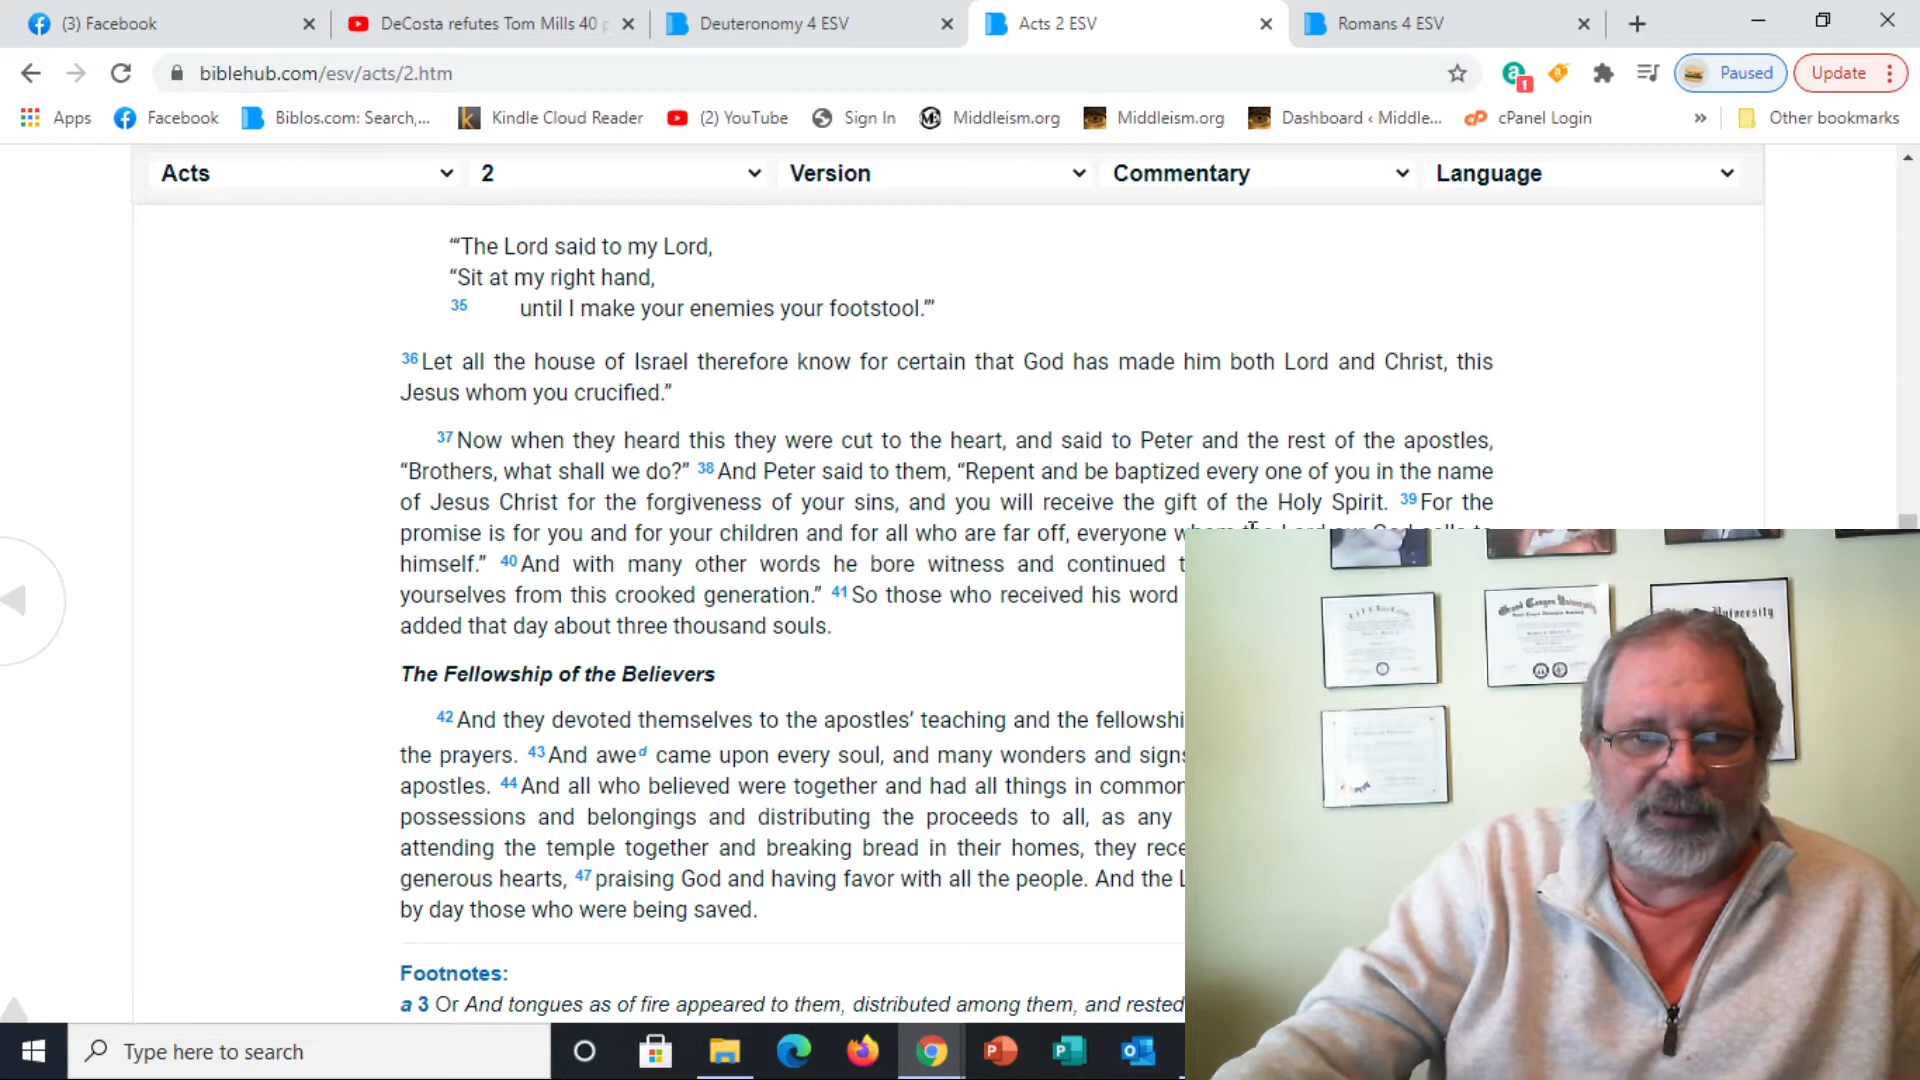 (3) Facebook
DeCosta refutes Tom Mills 40
Deuteronomy 4 ESV
Acts 2 ESV
Romans 4 ESV
biblehub.com/esv/acts/2.htm
1
Paused
Update
Apps
Facebook
Biblos.com: Search,...
Kindle Cloud Reader
(2) YouTube
Sign In
Middleism.org
Middleism.org
Dashboard ‹ Middle...
cPanel Login
» Other bookmarks
Acts
2
Version
Commentary
Language
“‘The Lord said to my Lord,
“Sit at my right hand,
35 until I make your enemies your footstool.”’
36 Let all the house of Israel therefore know for certain that God has made him both Lord and Christ, this
Jesus whom you crucified.”
37 Now when they heard this they were cut to the heart, and said to Peter and the rest of the apostles,
“Brothers, what shall we do?” 38 And Peter said to them, “Repent and be baptized every one of you in the name
of Jesus Christ for the forgiveness of your sins, and you will receive the gift of the Holy Spirit. 39 For the
promise is for you and for your children and for all who are far off, everyone whom the Lord our God calls to
himself.” 40 And with many other words he bore witness and continued
yourselves from this crooked generation.” 41 So those who received his word
added that day about three thousand souls.
The Fellowship of the Believers
42 And they devoted themselves to the apostles’ teaching and the
the prayers. 43 And awe d came upon every soul, and many wonders and signs
apostles. 44 And all who believed were together and had all things in common
possessions and belongings and distributing the proceeds to all, as any
attending the temple together and breaking bread in their homes, they
generous hearts, 47 praising God and having favor with all the people. And the
by day those who were being saved.
Footnotes:
a 3 Or And tongues as of fire appeared to them, distributed among them, and rested
Grand Canyon University
University
Type here to search